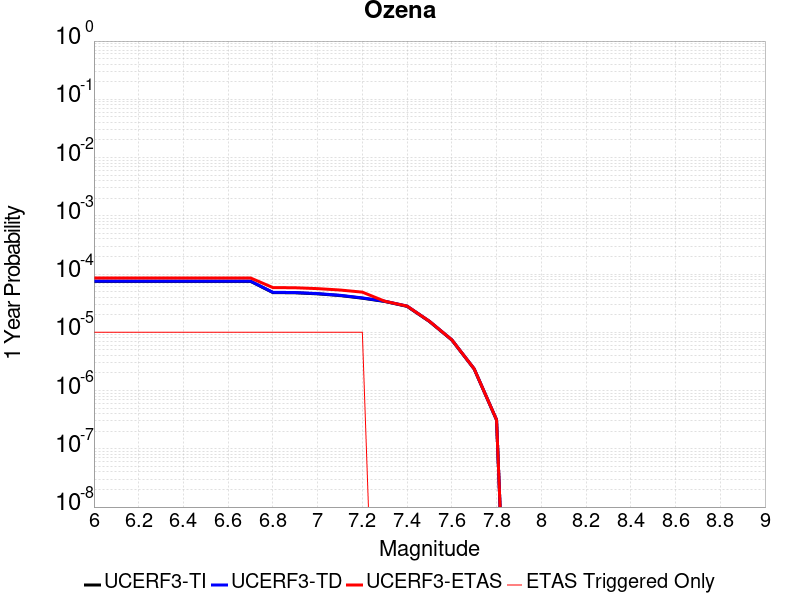 Ozena
10^0
10^-1
10^-2
10^-3
10^-4
10^-5
10^-6
10^-7
10^-8
1 Year Probability
6 6.2 6.4 6.6 6.8 7 7.2 7.4 7.6 7.8 8 8.2 8.4 8.6 8.8 9
Magnitude
UCERF3-TI UCERF3-TD UCERF3-ETAS ETAS Triggered Only